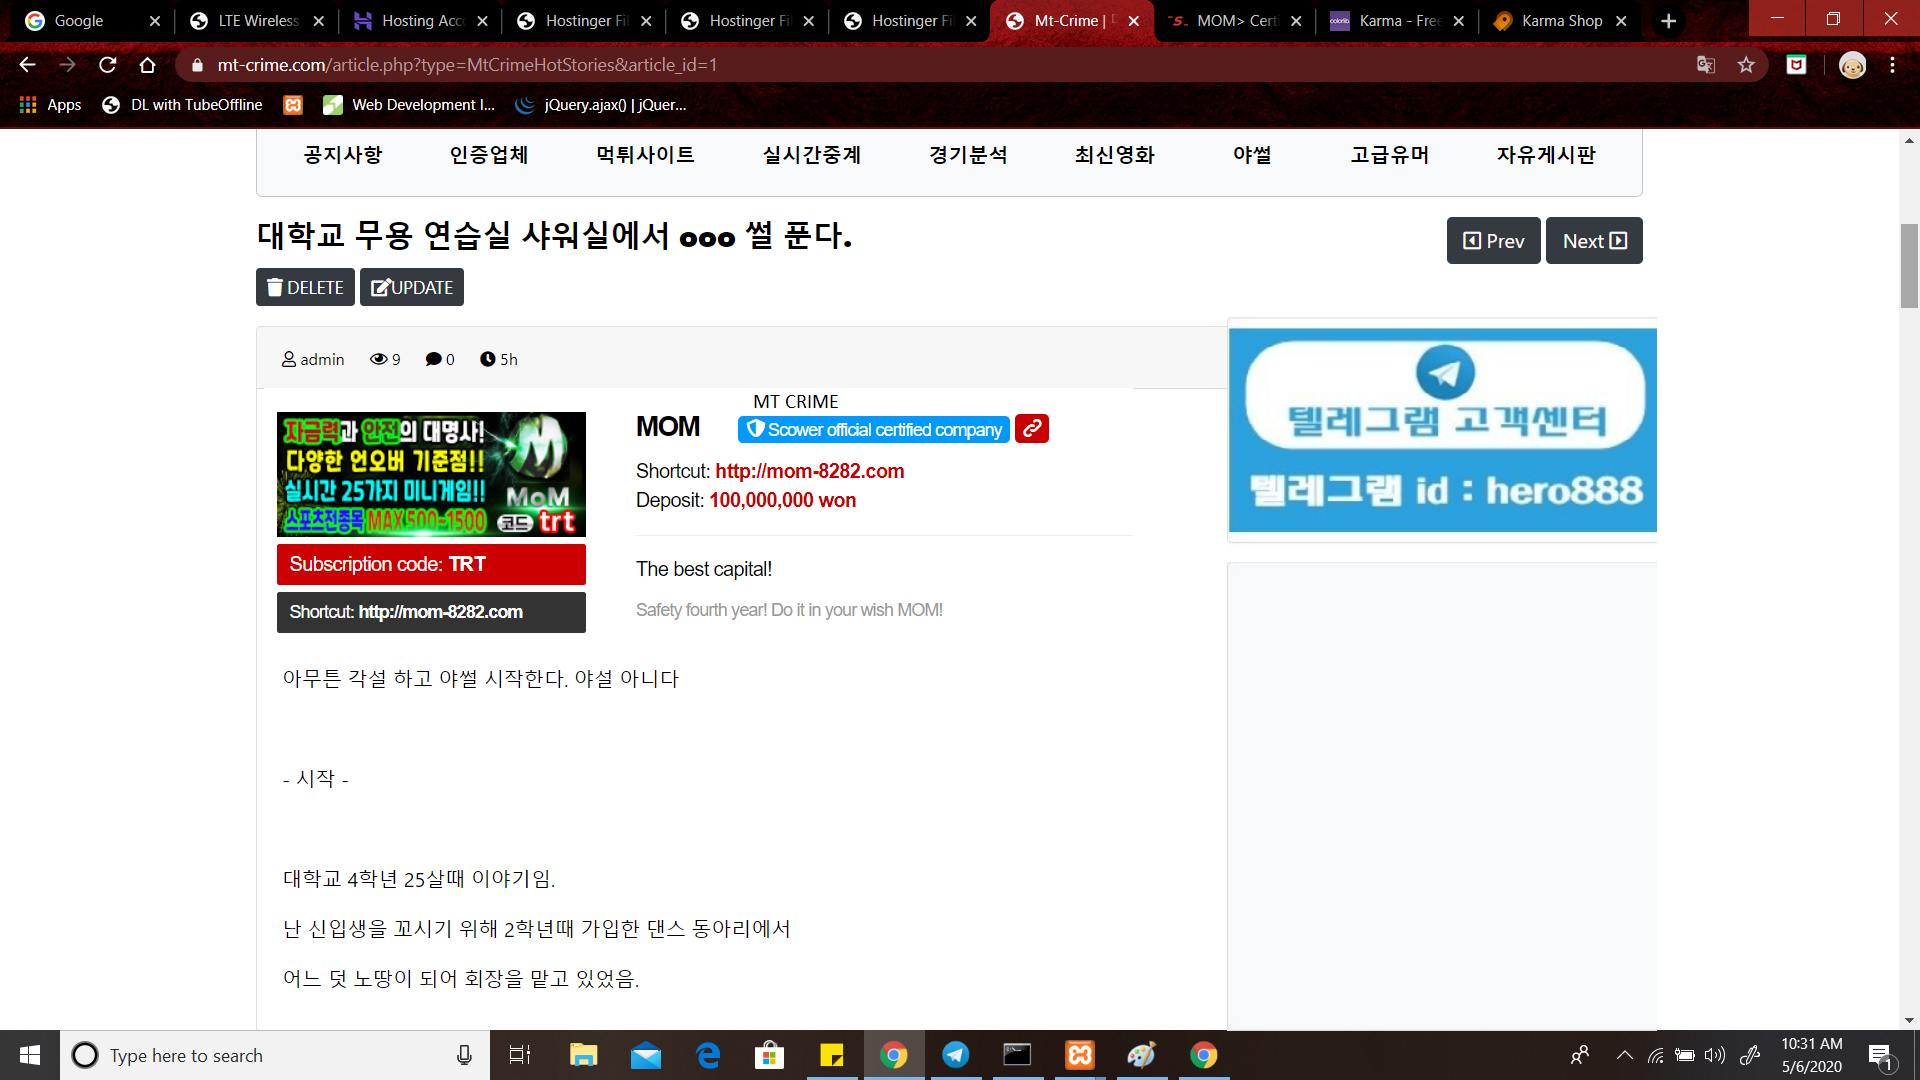 Google
LTE Wireless
Hosting Acc
Hostinger Fil
Hostinger Fil
Hostinger Fil
Mt-Crime |
MOM> Certi
Karma - Free
Karma Shop
mt-crime.com/article.php?type=MtCrimeHotStories&article_id=1
Apps
DL with TubeOffline
Web Development I...
jQuery.ajax() | jQuer...
공지사항
인증업체
먹튀사이트
실시간중계
경기분석
최신영화
야썰
고급유머
자유게시판
대학교 무용 연습실 샤워실에서 ooo 썰 푼다.
Prev
Next
DELETE
UPDATE
admin
9
0
5h
자금력과 안전의 대명사!
다양한 언오버 기준점!!
실시간 25가지 미니게임!!
스포츠진종목 MAX 500~1500
MoM
코드 trt
Subscription code: TRT
Shortcut: http://mom-8282.com
MT CRIME
MOM
Scower official certified company
Shortcut: http://mom-8282.com
Deposit: 100,000,000 won
The best capital!
Safety fourth year! Do it in your wish MOM!
텔레그램 고객센터
텔레그램 id : hero888
아무튼 각설 하고 야썰 시작한다. 야설 아니다
- 시작 -
대학교 4학년 25살때 이야기임.
난 신입생을 꼬시기 위해 2학년때 가입한 댄스 동아리에서
어느 덧 노땅이 되어 회장을 맡고 있었음.
Type here to search
10:31 AM
5/6/2020
1